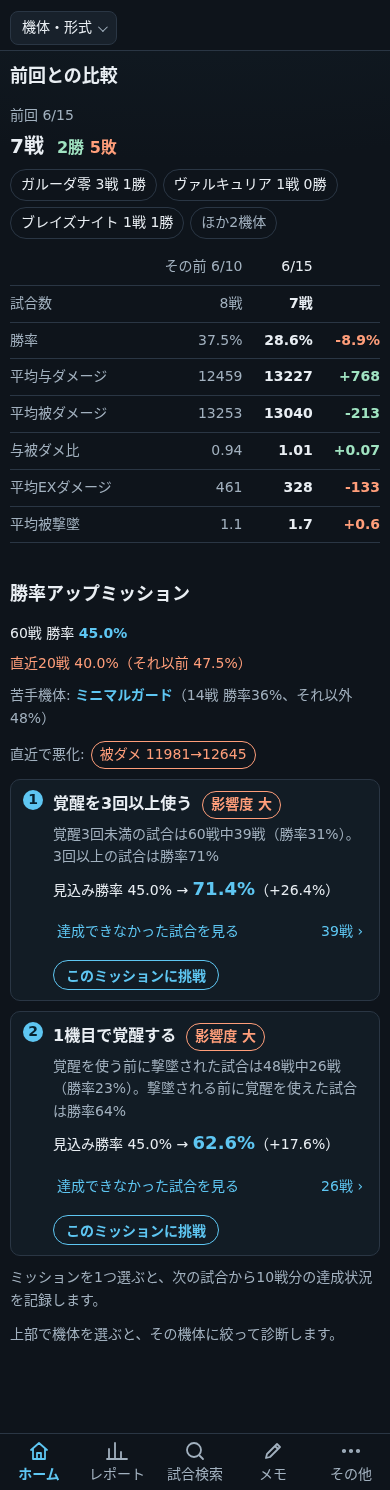 機体・形式
前回との比較
前回 6/15
7戦 2勝 5敗
ガルーダ零 3戦 1勝 ヴァルキュリア 1戦 0勝
ブレイズナイト 1戦 1勝 ほか2機体
その前 6/10 6/15
試合数 8戦 7戦
勝率 37.5% 28.6% -8.9%
平均与ダメージ 12459 13227 +768
平均被ダメージ 13253 13040 -213
与被ダメ比 0.94 1.01 +0.07
平均EXダメージ 461 328 -133
平均被撃墜 1.1 1.7 +0.6
勝率アップミッション
60戦 勝率 45.0%
直近20戦 40.0%（それ以前 47.5%）
苦手機体: ミニマルガード（14戦 勝率36%、それ以外
48%）
直近で悪化: 被ダメ 11981→12645
1 覚醒を3回以上使う 影響度 大
覚醒3回未満の試合は60戦中39戦（勝率31%）。
3回以上の試合は勝率71%
見込み勝率 45.0% → 71.4%（+26.4%）
達成できなかった試合を見る 39戦 ›
このミッションに挑戦
2 1機目で覚醒する 影響度 大
覚醒を使う前に撃墜された試合は48戦中26戦
（勝率23%）。撃墜される前に覚醒を使えた試合
は勝率64%
見込み勝率 45.0% → 62.6%（+17.6%）
達成できなかった試合を見る 26戦 ›
このミッションに挑戦
ミッションを1つ選ぶと、次の試合から10戦分の達成状況
を記録します。
上部で機体を選ぶと、その機体に絞って診断します。
ホーム レポート 試合検索 メモ その他